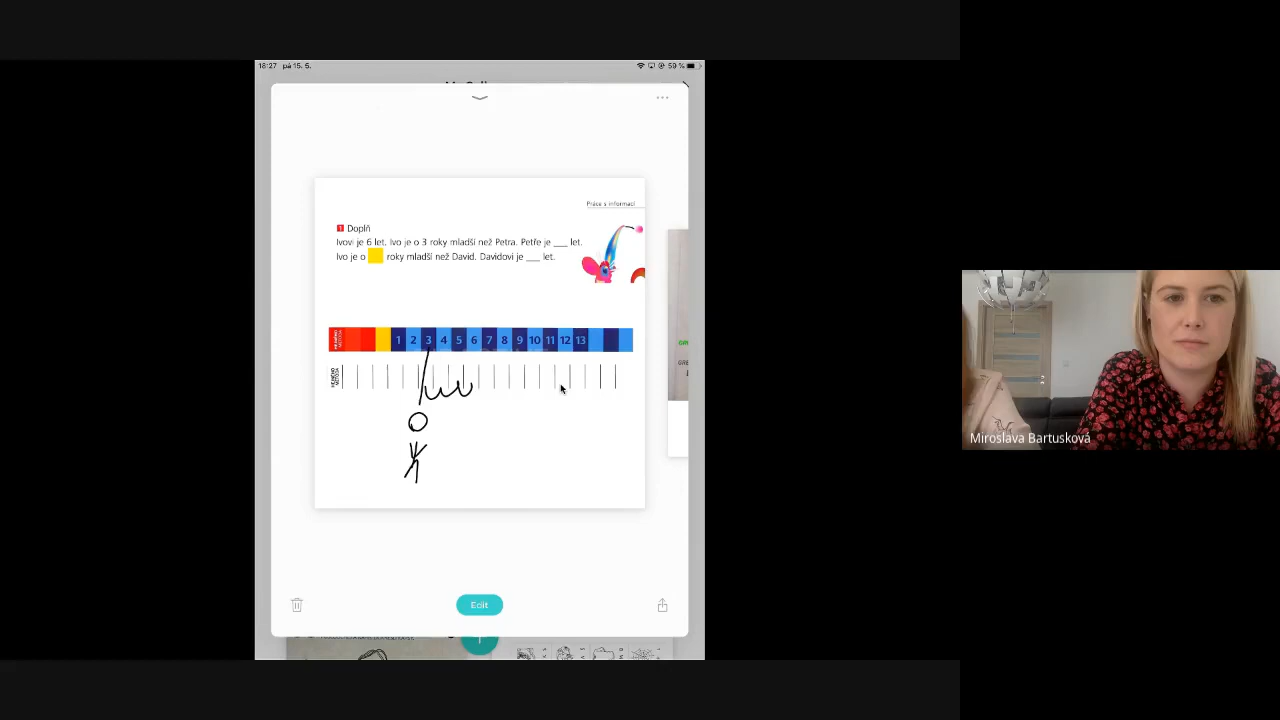 18:27 pá 15. 5.
59 %
Práce s informací
1 Doplň
Ivovi je 6 let. Ivo je o 3 roky mladší než Petra. Petře je ___ let.
Ivo je o roky mladší než David. Davidovi je ___ let.
1 2 3 4 5 6 7 8 9 10 11 12 13
Edit
Miroslava Bartusková